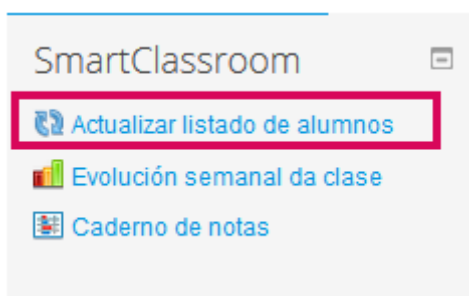 SmartClassroom
Actualizar listado de alumnos
Evolución semanal da clase
Caderno de notas